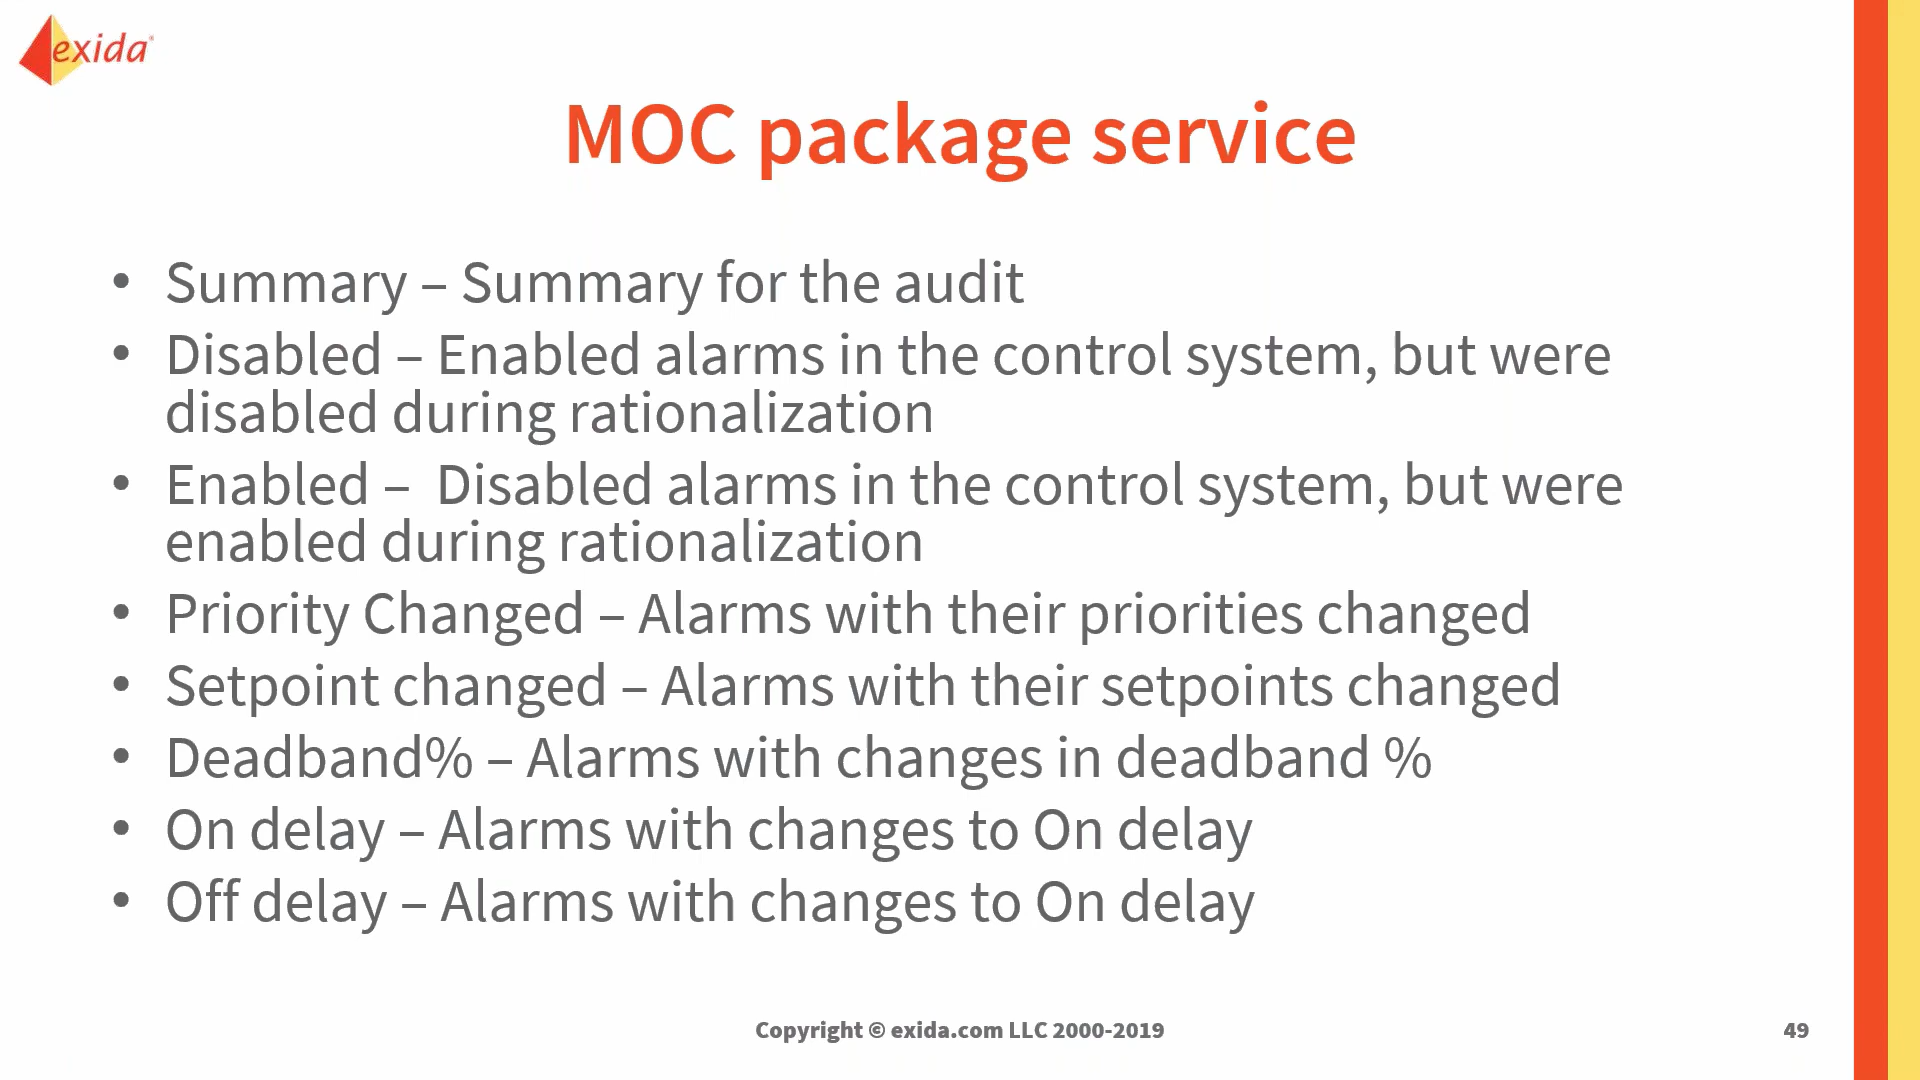 exida
MOC package service
• Summary – Summary for the audit
• Disabled – Enabled alarms in the control system, but were
disabled during rationalization
• Enabled –  Disabled alarms in the control system, but were
enabled during rationalization
• Priority Changed – Alarms with their priorities changed
• Setpoint changed – Alarms with their setpoints changed
• Deadband% – Alarms with changes in deadband %
• On delay – Alarms with changes to On delay
• Off delay – Alarms with changes to On delay
Copyright © exida.com LLC 2000-2019
49